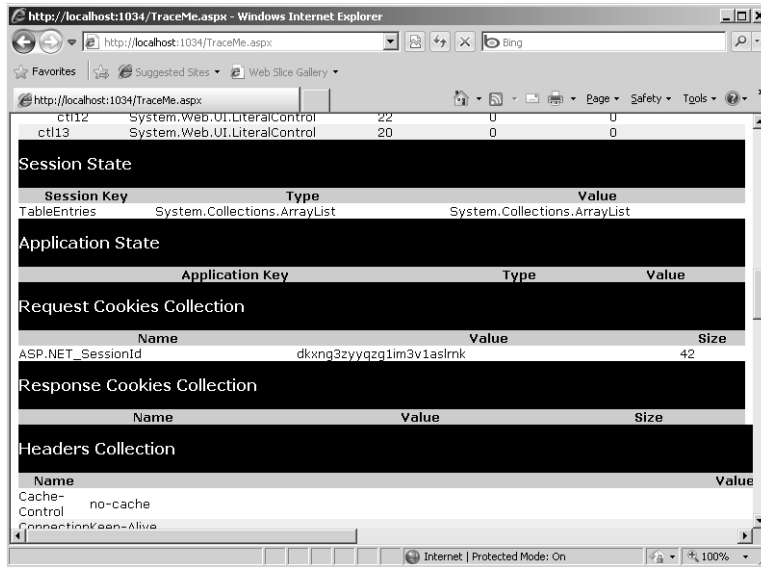 http://localhost:1034/TraceMe.aspx - Windows Internet Explorer
http://localhost:1034/TraceMe.aspx Bing
Favorites Suggested Sites Web Slice Gallery
http://localhost:1034/TraceMe.aspx Page Safety Tools
ctl12 System.Web.UI.LiteralControl 22 0 0
ctl13 System.Web.UI.LiteralControl 20 0 0
Session State
Session Key Type Value
TableEntries System.Collections.ArrayList System.Collections.ArrayList
Application State
Application Key Type Value
Request Cookies Collection
Name Value Size
ASP.NET_SessionId dkxng3zyyqzg1im3v1aslrnk 42
Response Cookies Collection
Name Value Size
Headers Collection
Name Value
Cache-
Control no-cache
ConnectionKeep-Alive
Internet | Protected Mode: On 100%